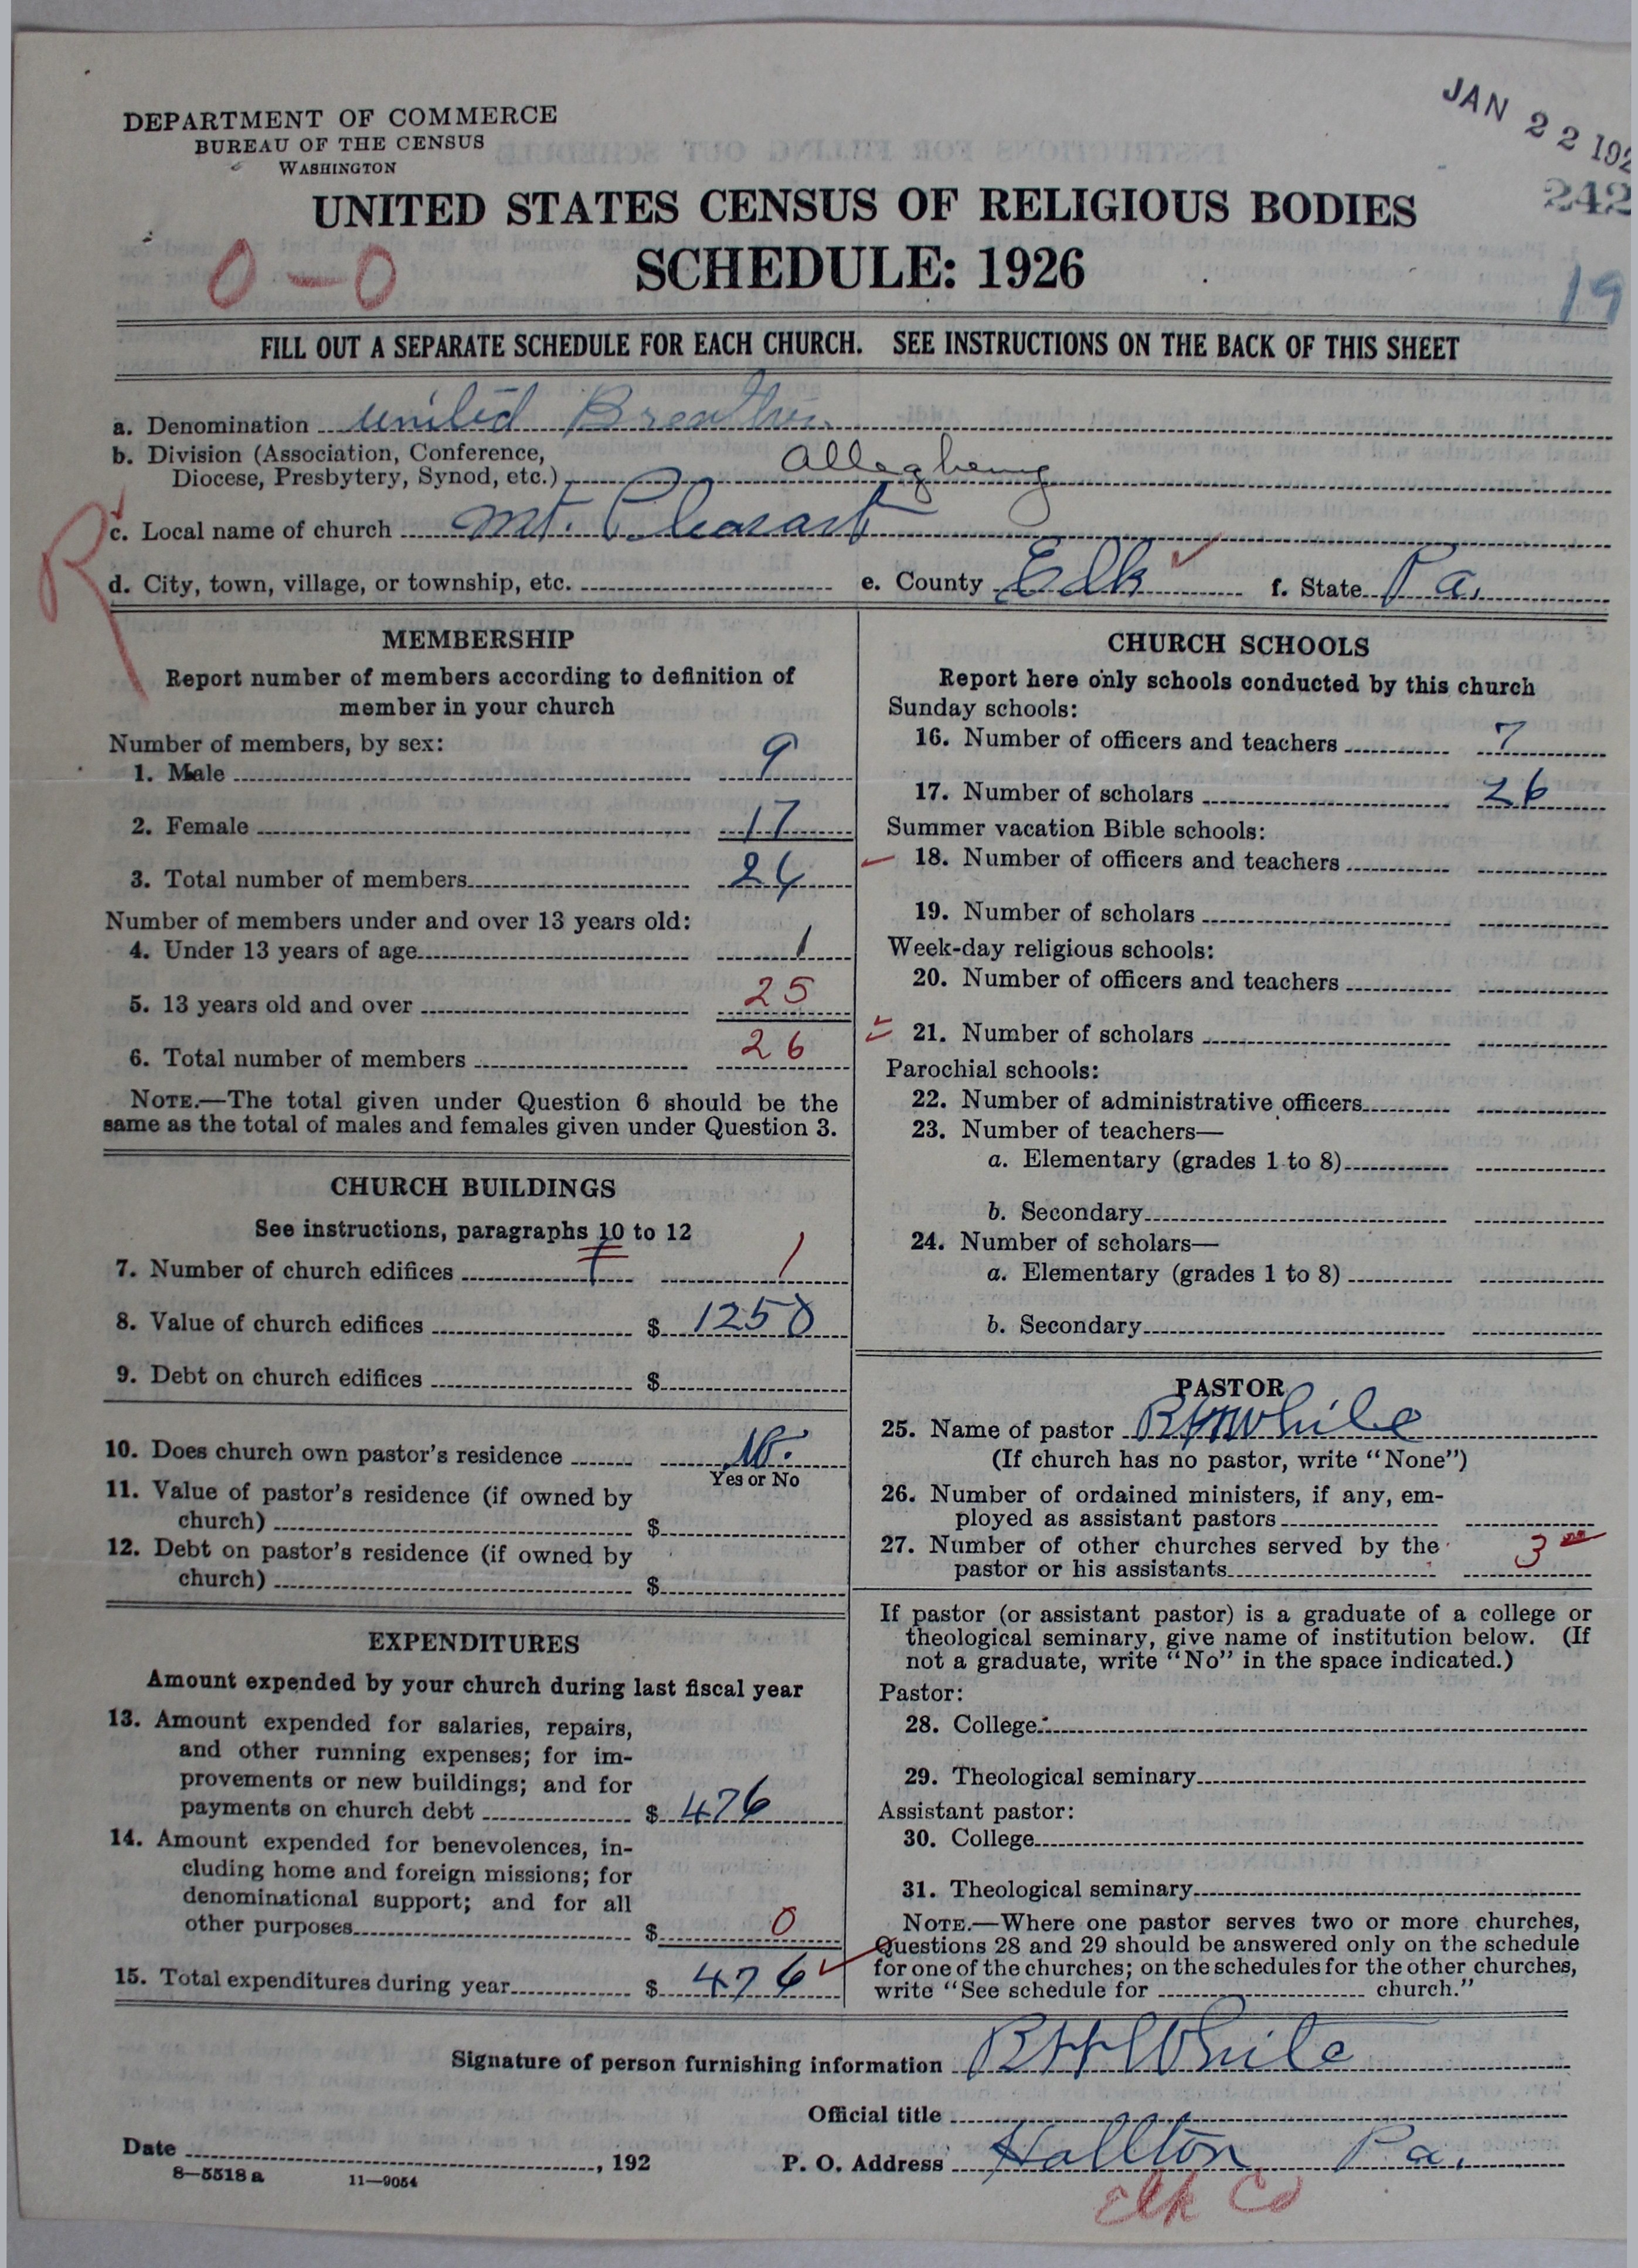 DEPARTMENT OF COMMERCE
BUREAU OF THE CENSUS
WASHINGTON
JAN 22 192
242
UNITED STATES CENSUS OF RELIGIOUS BODIES
SCHEDULE: 1926
0-0
19
FILL OUT A SEPARATE SCHEDULE FOR EACH CHURCH. SEE INSTRUCTIONS ON THE BACK OF THIS SHEET
a. Denomination United
b. Division (Association, Conference,
Diocese, Presbytery, Synod, etc.) Allegheny
R
c. Local name of church Mt. Pleasant
d. City, town, village, or township, etc. e. County Elk f. State Pa.
MEMBERSHIP
Report number of members according to definition of
member in your church
Number of members, by sex:
1. Male 9
2. Female 17
3. Total number of members 26
Number of members under and over 13 years old:
4. Under 13 years of age 1
5. 13 years old and over 25
6. Total number of members 26
NOTE.—The total given under Question 6 should be the
same as the total of males and females given under Question 3.
CHURCH BUILDINGS
See instructions, paragraphs 10 to 12
7. Number of church edifices 1 1
8. Value of church edifices $ 1250
9. Debt on church edifices $
10. Does church own pastor's residence No.
Yes or No
11. Value of pastor's residence (if owned by
church) $
12. Debt on pastor's residence (if owned by
church) $
EXPENDITURES
Amount expended by your church during last fiscal year
13. Amount expended for salaries, repairs,
and other running expenses; for im-
provements or new buildings; and for
payments on church debt $ 476
14. Amount expended for benevolences, in-
cluding home and foreign missions; for
denominational support; and for all
other purposes $ 0
15. Total expenditures during year $ 476
CHURCH SCHOOLS
Report here only schools conducted by this church
Sunday schools:
16. Number of officers and teachers 7
17. Number of scholars 26
Summer vacation Bible schools:
18. Number of officers and teachers
19. Number of scholars
Week-day religious schools:
20. Number of officers and teachers
21. Number of scholars
Parochial schools:
22. Number of administrative officers
23. Number of teachers—
a. Elementary (grades 1 to 8)
b. Secondary
24. Number of scholars—
a. Elementary (grades 1 to 8)
b. Secondary
PASTOR
25. Name of pastor R H White
(If church has no pastor, write "None")
26. Number of ordained ministers, if any, em-
ployed as assistant pastors
27. Number of other churches served by the
pastor or his assistants 3
If pastor (or assistant pastor) is a graduate of a college or
theological seminary, give name of institution below. (If
not a graduate, write "No" in the space indicated.)
Pastor:
28. College
29. Theological seminary
Assistant pastor:
30. College
31. Theological seminary
NOTE.—Where one pastor serves two or more churches,
Questions 28 and 29 should be answered only on the schedule
for one of the churches; on the schedules for the other churches,
write "See schedule for church."
Signature of person furnishing information R H White
Official title
Date , 192
P. O. Address Hallton Pa.
8—5518 a 11—9054
Elk Co